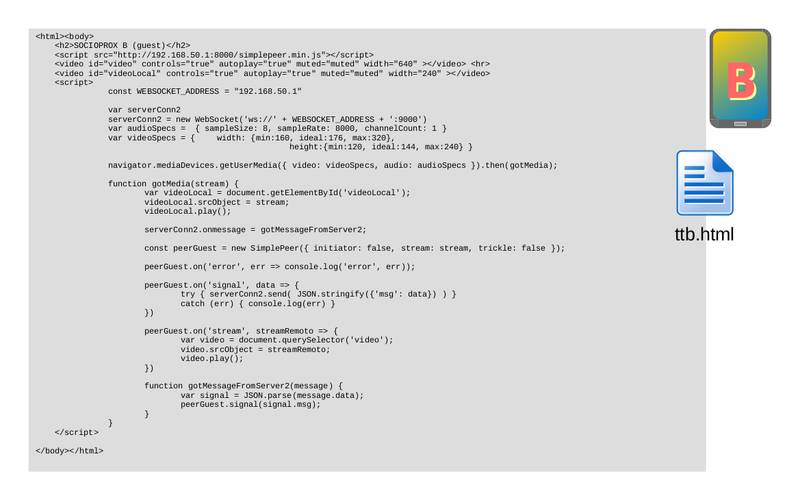 <html><body>
    <h2>SOCIOPROX B (guest)</h2>
    <script src="http://192.168.50.1:8000/simplepeer.min.js"></script>
    <video id="video" controls="true" autoplay="true" muted="muted" width="640" ></video> <hr>
    <video id="videoLocal" controls="true" autoplay="true" muted="muted" width="240" ></video>
    <script>
        const WEBSOCKET_ADDRESS = "192.168.50.1"

        var serverConn2
        serverConn2 = new WebSocket('ws://' + WEBSOCKET_ADDRESS + ':9000')
        var audioSpecs =  { sampleSize: 8, sampleRate: 8000, channelCount: 1 }
        var videoSpecs = {    width: {min:160, ideal:176, max:320},
                              height:{min:120, ideal:144, max:240} }

        navigator.mediaDevices.getUserMedia({ video: videoSpecs, audio: audioSpecs }).then(gotMedia);

        function gotMedia(stream) {
            var videoLocal = document.getElementById('videoLocal');
            videoLocal.srcObject = stream;
            videoLocal.play();

            serverConn2.onmessage = gotMessageFromServer2;

            const peerGuest = new SimplePeer({ initiator: false, stream: stream, trickle: false });

            peerGuest.on('error', err => console.log('error', err));

            peerGuest.on('signal', data => {
                try { serverConn2.send( JSON.stringify({'msg': data}) ) }
                catch (err) { console.log(err) }
            })

            peerGuest.on('stream', streamRemoto => {
                var video = document.querySelector('video');
                video.srcObject = streamRemoto;
                video.play();
            })

            function gotMessageFromServer2(message) {
                var signal = JSON.parse(message.data);
                peerGuest.signal(signal.msg);
            }
        }
    </script>

</body></html>
B
ttb.html